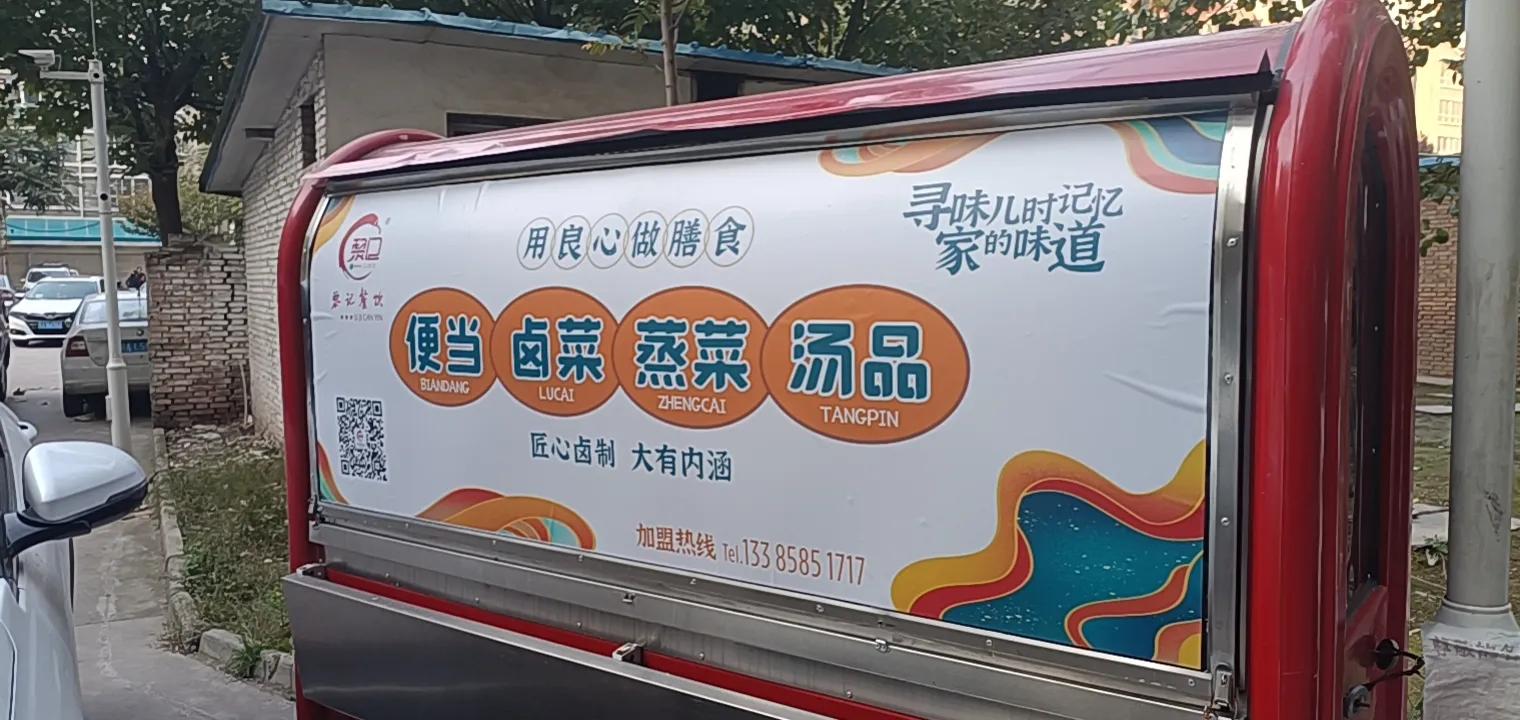 用良心做膳食
寻味儿时记忆
家的味道
便当 卤菜 蒸菜 汤品
BIANDANG LUCAI ZHENGCAI TANGPIN
匠心卤制 大有内涵
加盟热线 Tel.133 8585 1717